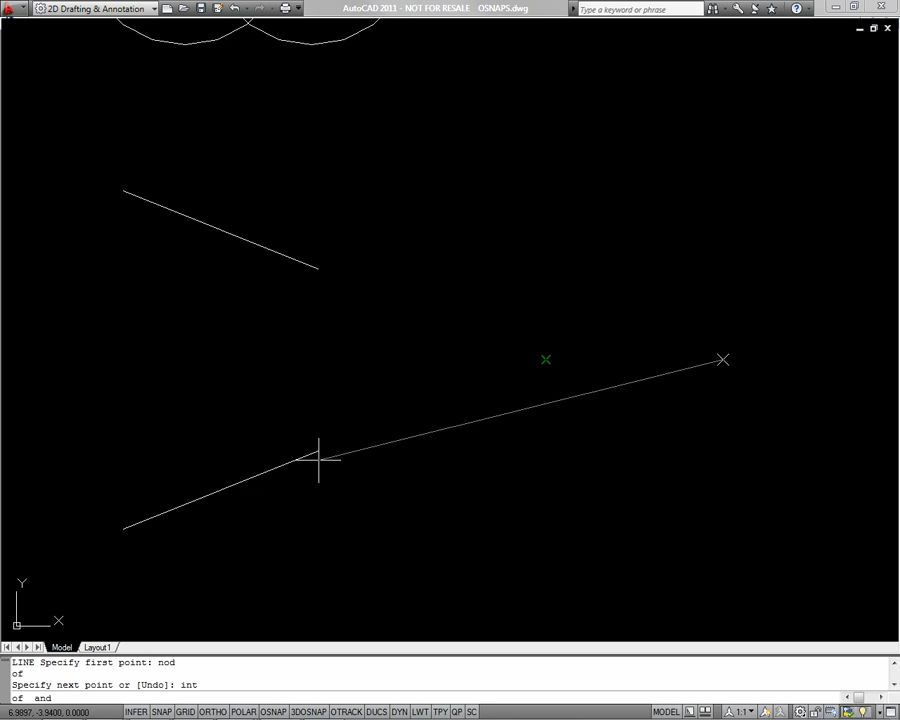 2D Drafting & Annotation
AutoCAD 2011 - NOT FOR RESALE OSNAPS.dwg
Type a keyword or phrase
Y
X
Model Layout1
LINE Specify first point: nod
of
Specify next point or [Undo]: int
of and
6.9897, -3.9400, 0.0000 INFER SNAP GRID ORTHO POLAR OSNAP 3DOSNAP OTRACK DUCS DYN LWT TPY QP SC MODEL 1:1